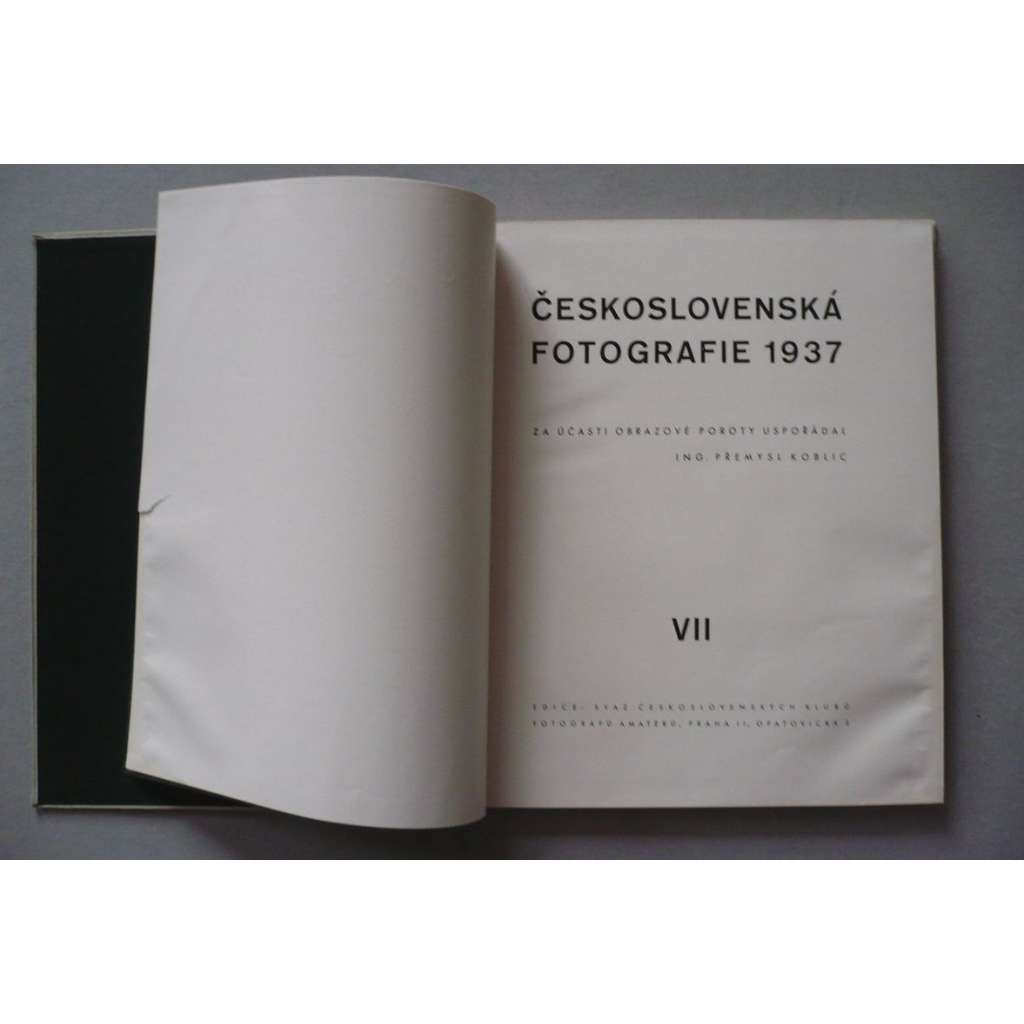 ČESKOSLOVENSKÁ
FOTOGRAFIE 1937
ZA ÚČASTI OBRAZOVÉ POROTY USPOŘÁDAL
ING. PŘEMYSL KOBLIC
VII
EDICE: SVAZ ČESKOSLOVENSKÝCH KLUBŮ
FOTOGRAFŮ AMATÉRŮ, PRAHA II, OPATOVICKÁ